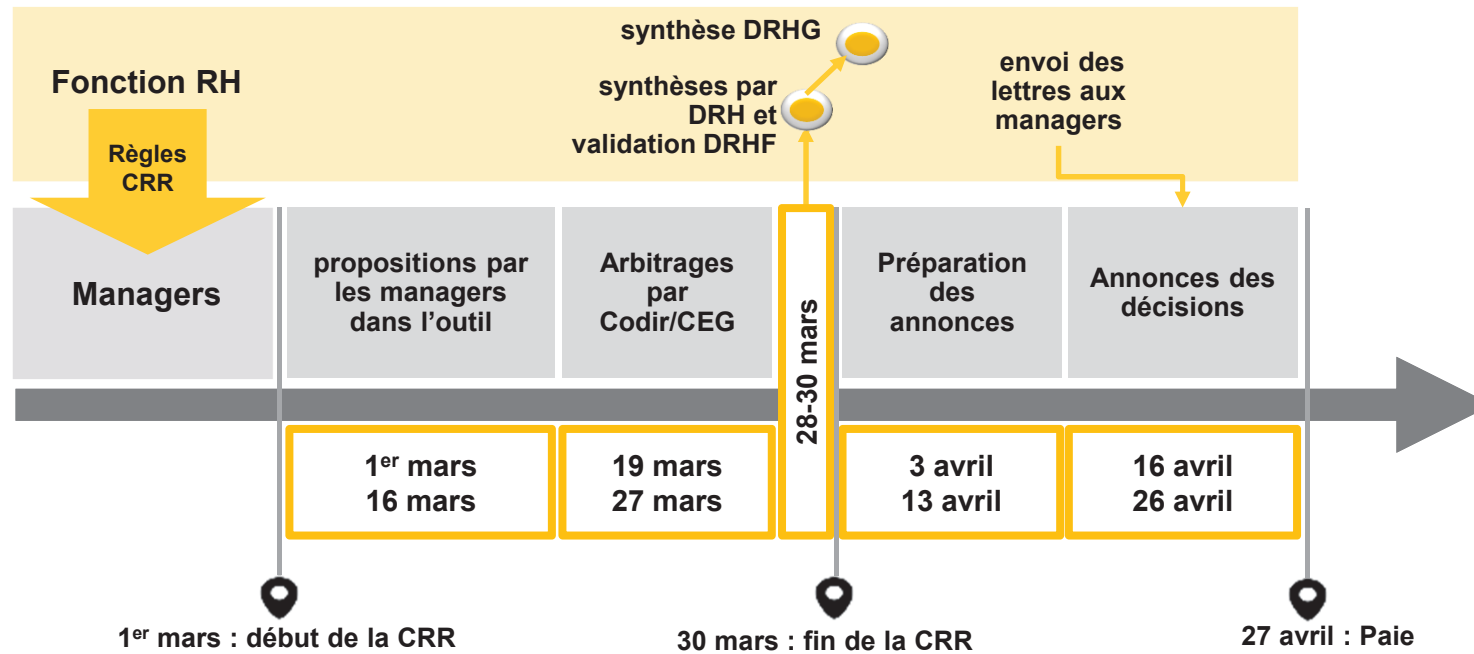 Fonction RH
Règles
CRR
synthèse DRHG
synthèses par
DRH et
validation DRHF
envoi des
lettres aux
managers
Managers
propositions par
les managers
dans l’outil
Arbitrages
par
Codir/CEG
28-30 mars
Préparation
des
annonces
Annonces des
décisions
1er mars
16 mars
19 mars
27 mars
3 avril
13 avril
16 avril
26 avril
1er mars : début de la CRR
30 mars : fin de la CRR
27 avril : Paie